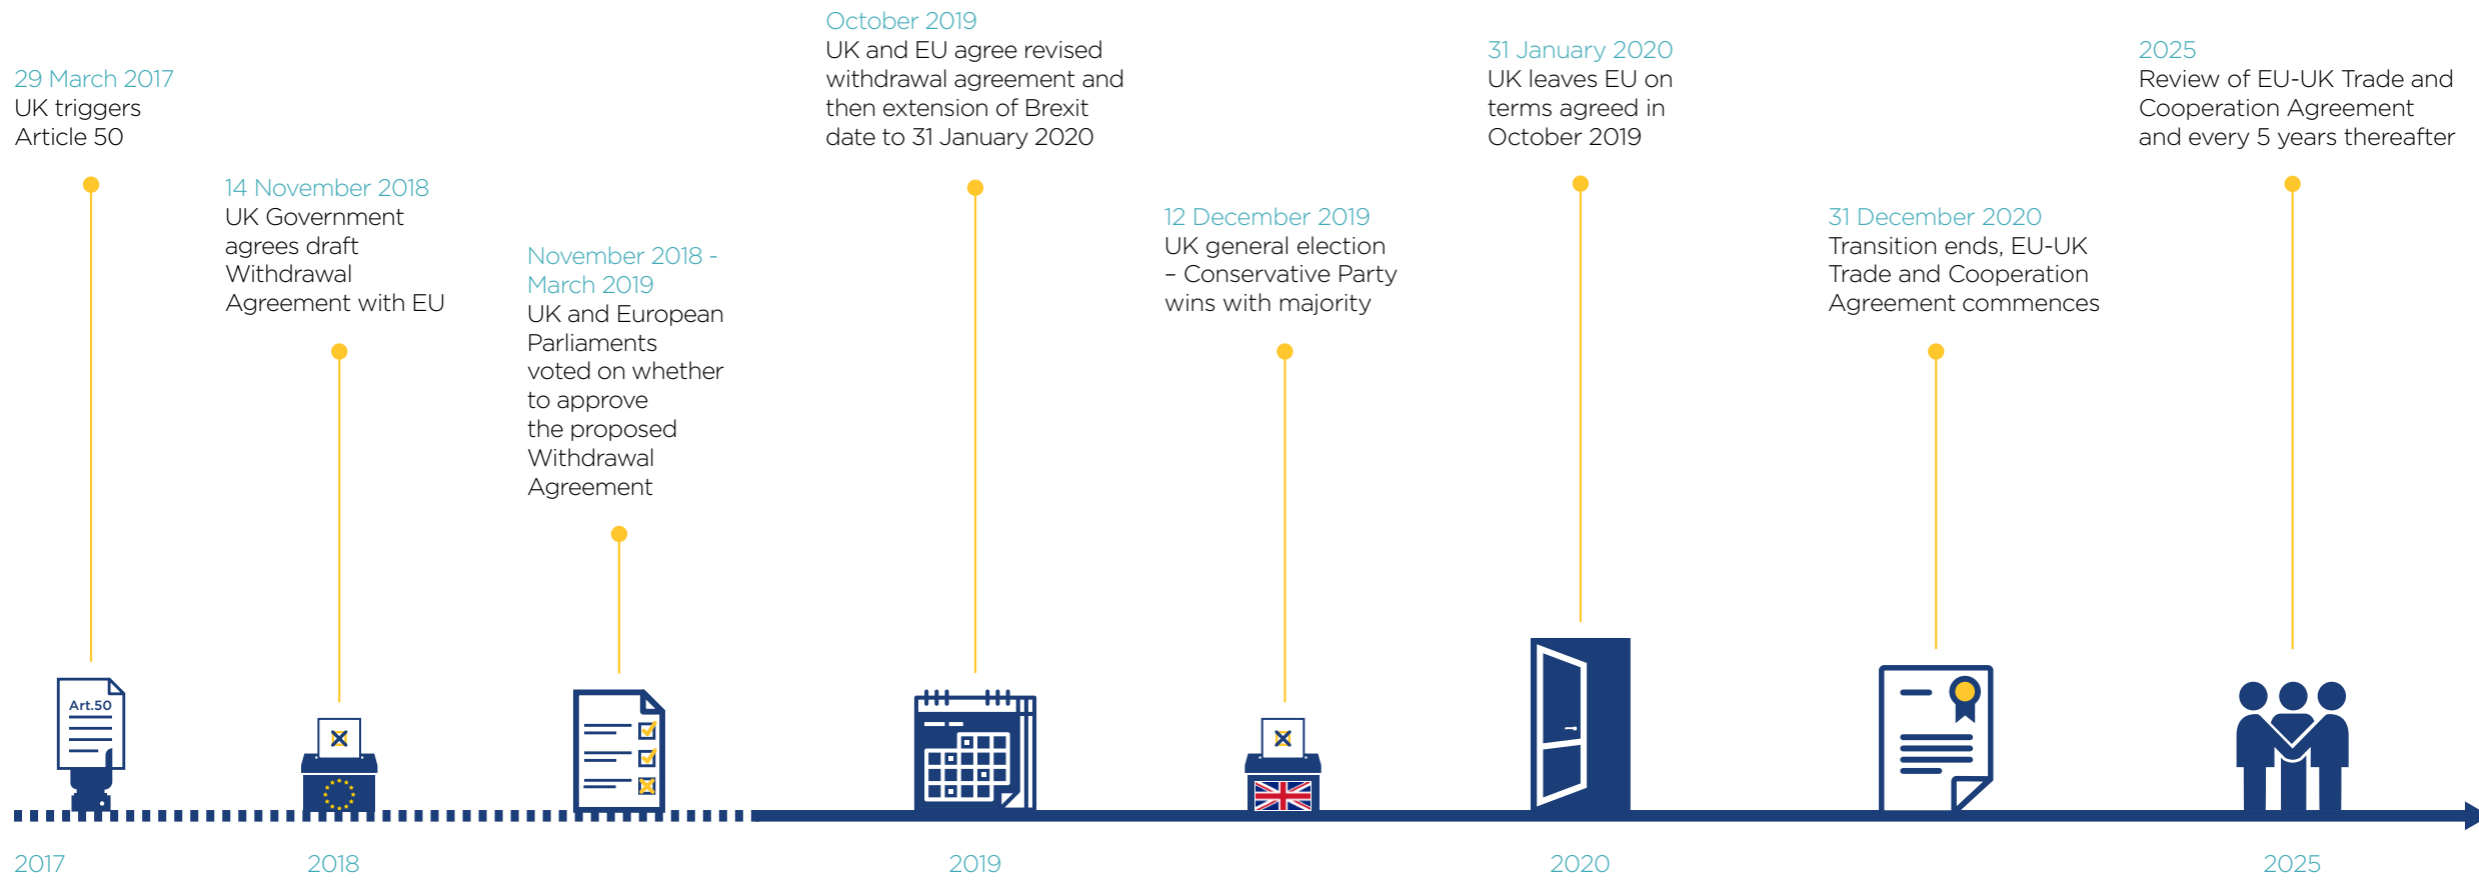 29 March 2017
UK triggers
Article 50
14 November 2018
UK Government
agrees draft
Withdrawal
Agreement with EU
November 2018 -
March 2019
UK and European
Parliaments
voted on whether
to approve
the proposed
Withdrawal
Agreement
October 2019
UK and EU agree revised
withdrawal agreement and
then extension of Brexit
date to 31 January 2020
12 December 2019
UK general election
– Conservative Party
wins with majority
31 January 2020
UK leaves EU on
terms agreed in
October 2019
31 December 2020
Transition ends, EU-UK
Trade and Cooperation
Agreement commences
2025
Review of EU-UK Trade and
Cooperation Agreement
and every 5 years thereafter
Art.50
2017
2018
2019
2020
2025